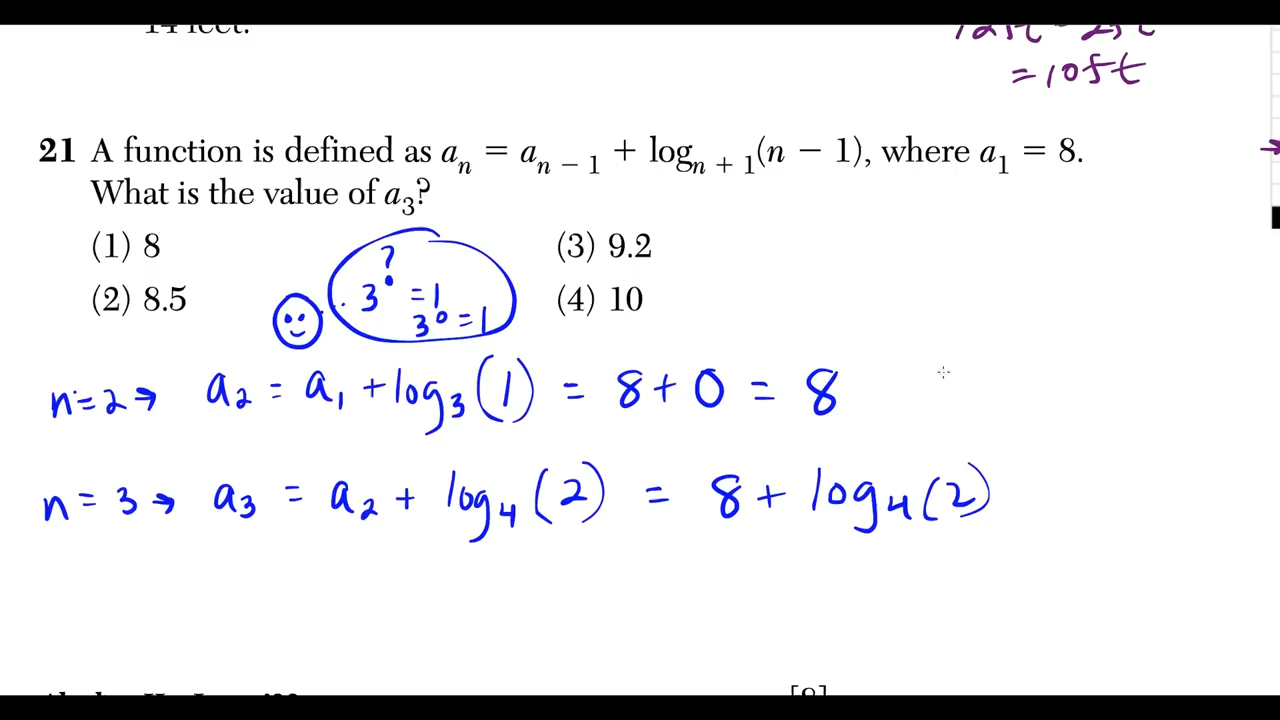 14 feet.
= 10ft
21 A function is defined as aₙ = aₙ ₋ ₁ + logₙ ₊ ₁(n − 1), where a₁ = 8.
What is the value of a₃?
(1) 8 (3) 9.2
(2) 8.5 (4) 10
?
3 = 1
3⁰ = 1
n=2 → a₂ = a₁ + log₃(1) = 8 + 0 = 8
n = 3 → a₃ = a₂ + log₄(2) = 8 + log₄(2)